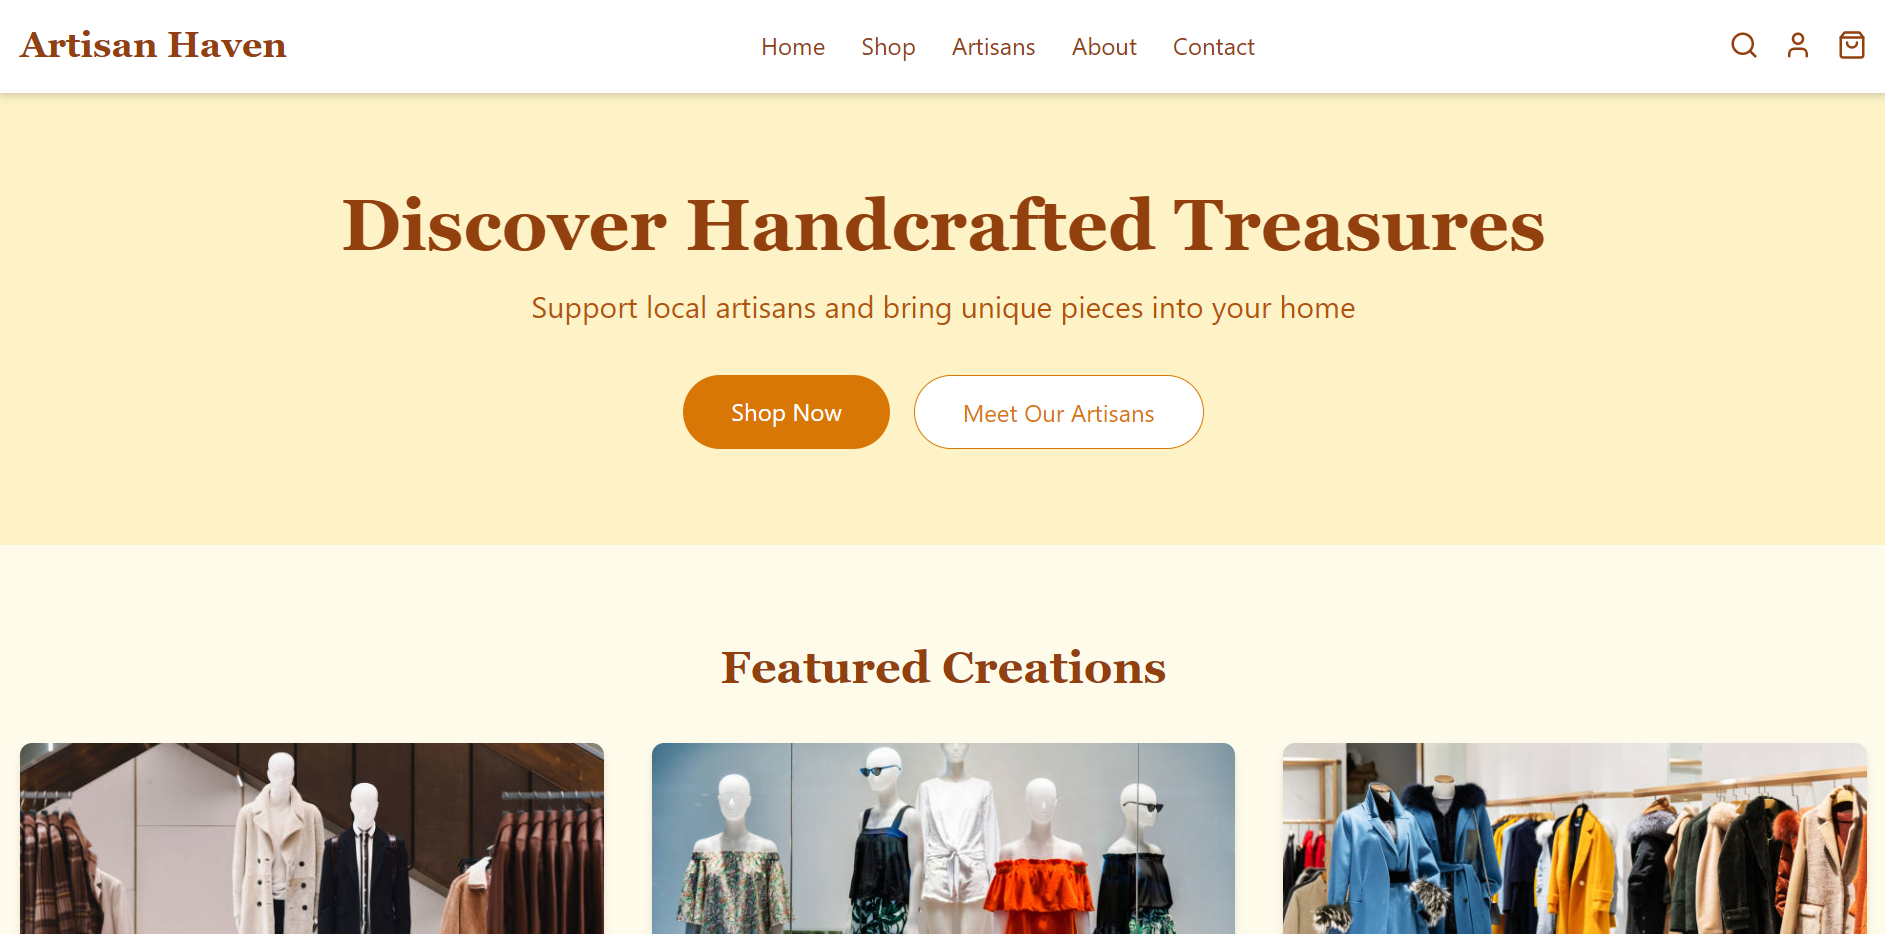 Artisan Haven
Home Shop Artisans About Contact
Discover Handcrafted Treasures
Support local artisans and bring unique pieces into your home
Shop Now Meet Our Artisans
Featured Creations